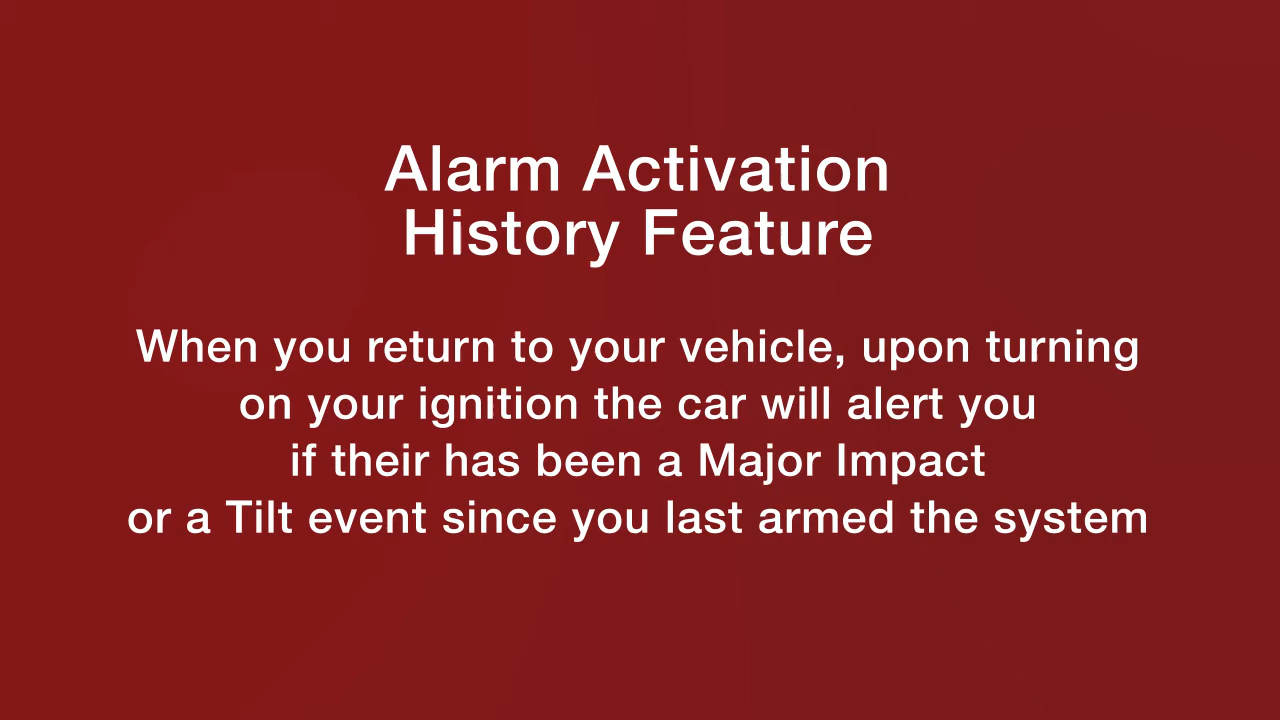 Alarm Activation
History Feature
When you return to your vehicle, upon turning
on your ignition the car will alert you
if their has been a Major Impact
or a Tilt event since you last armed the system